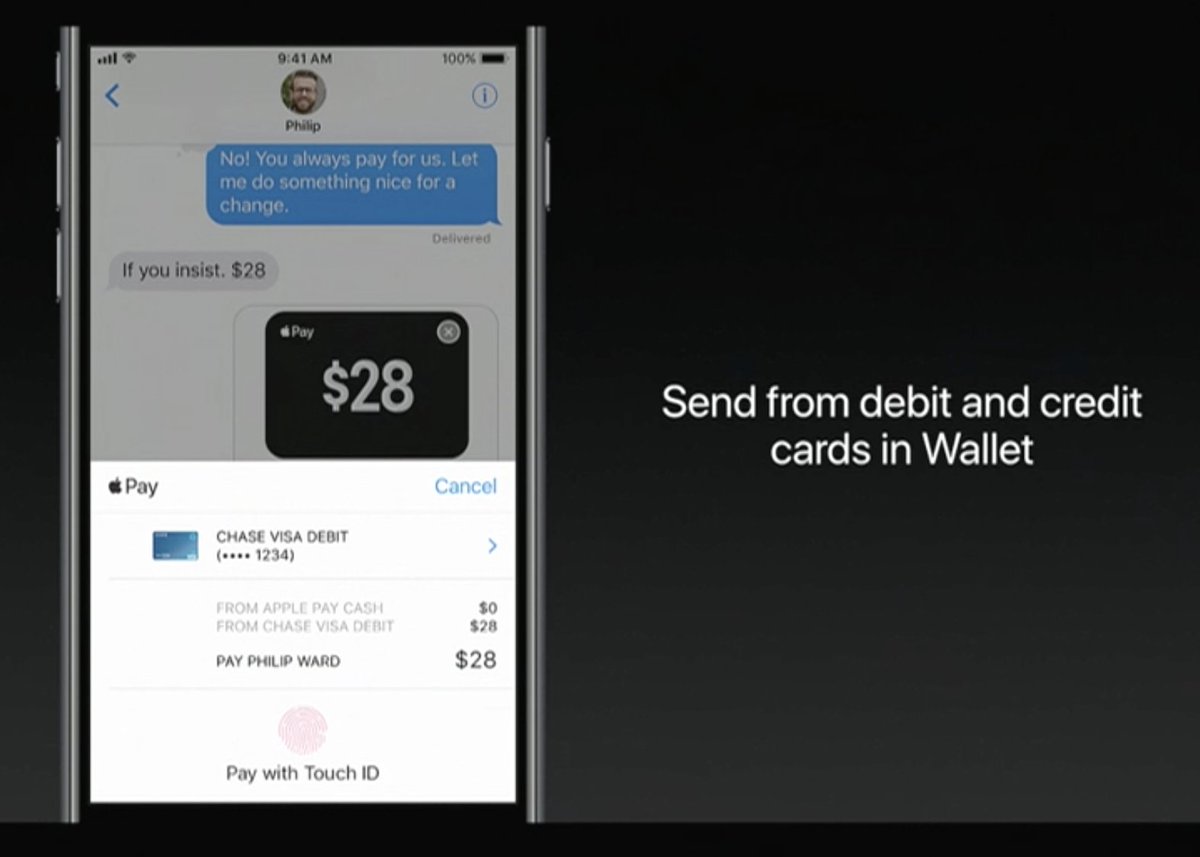 9:41 AM 100%
Philip
No! You always pay for us. Let
me do something nice for a
change.
Delivered
If you insist. $28
Pay
$28
Pay Cancel
CHASE VISA DEBIT
(•••• 1234)
FROM APPLE PAY CASH $0
FROM CHASE VISA DEBIT $28
PAY PHILIP WARD $28
Pay with Touch ID
Send from debit and credit
cards in Wallet